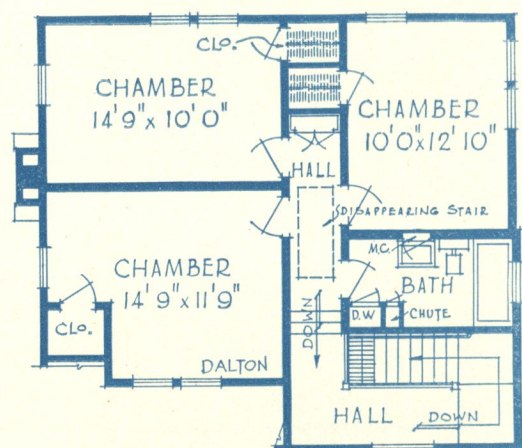 CLO.
CHAMBER
14'9" x 10'0"
CHAMBER
10'0" x 12'10"
HALL
DISAPPEARING STAIR
M.C.
BATH
CHAMBER
14'9" x 11'9"
D.W
CHUTE
DOWN
CLO.
DALTON
HALL
DOWN